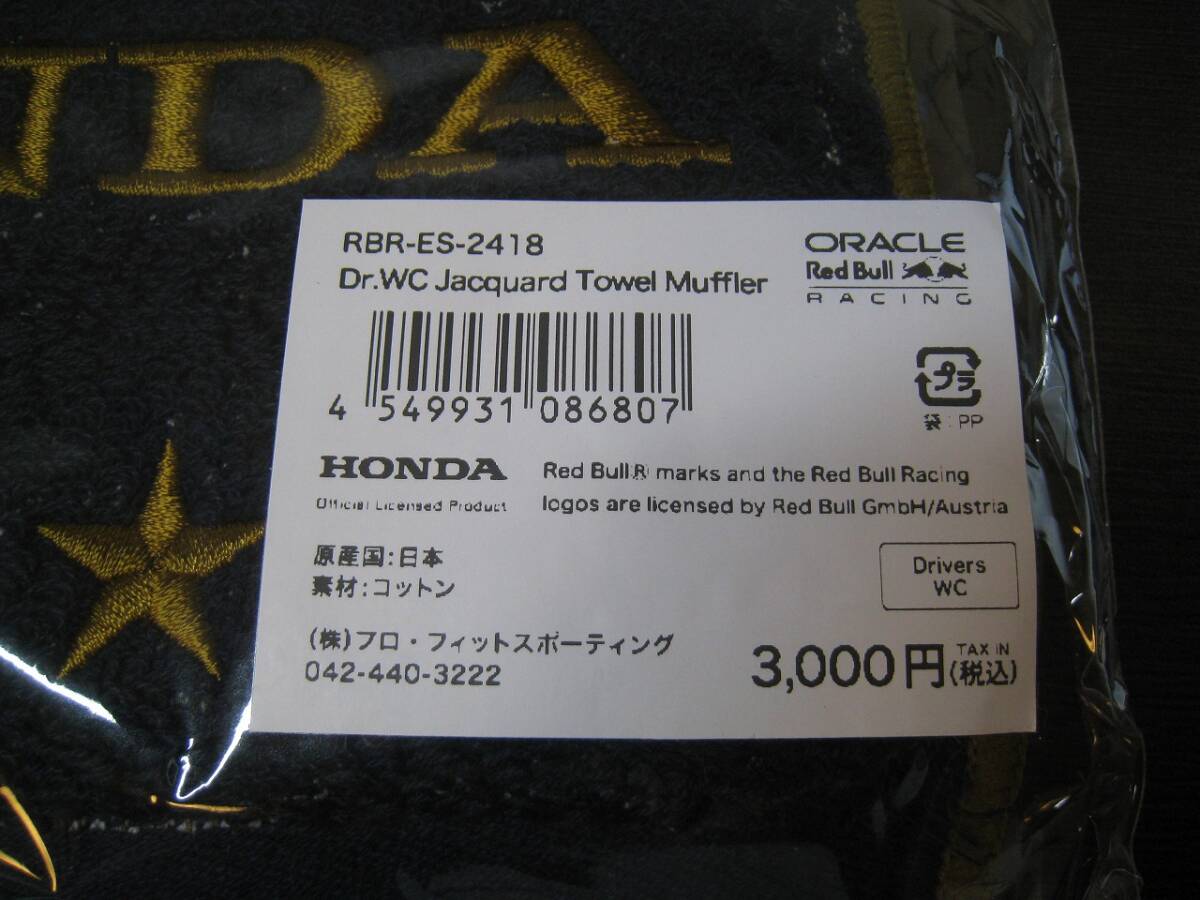 NDA
RBR-ES-2418
Dr.WC Jacquard Towel Muffler
ORACLE
Red Bull
RACING
4 549931 086807
プラ
袋:PP
HONDA
Official Licensed Product
Red Bull® marks and the Red Bull Racing
logos are licensed by Red Bull GmbH/Austria
原産国:日本
素材:コットン
Drivers
WC
(株)フロ・フィットスポーティング
042-440-3222
3,000円 TAX IN
(税込)